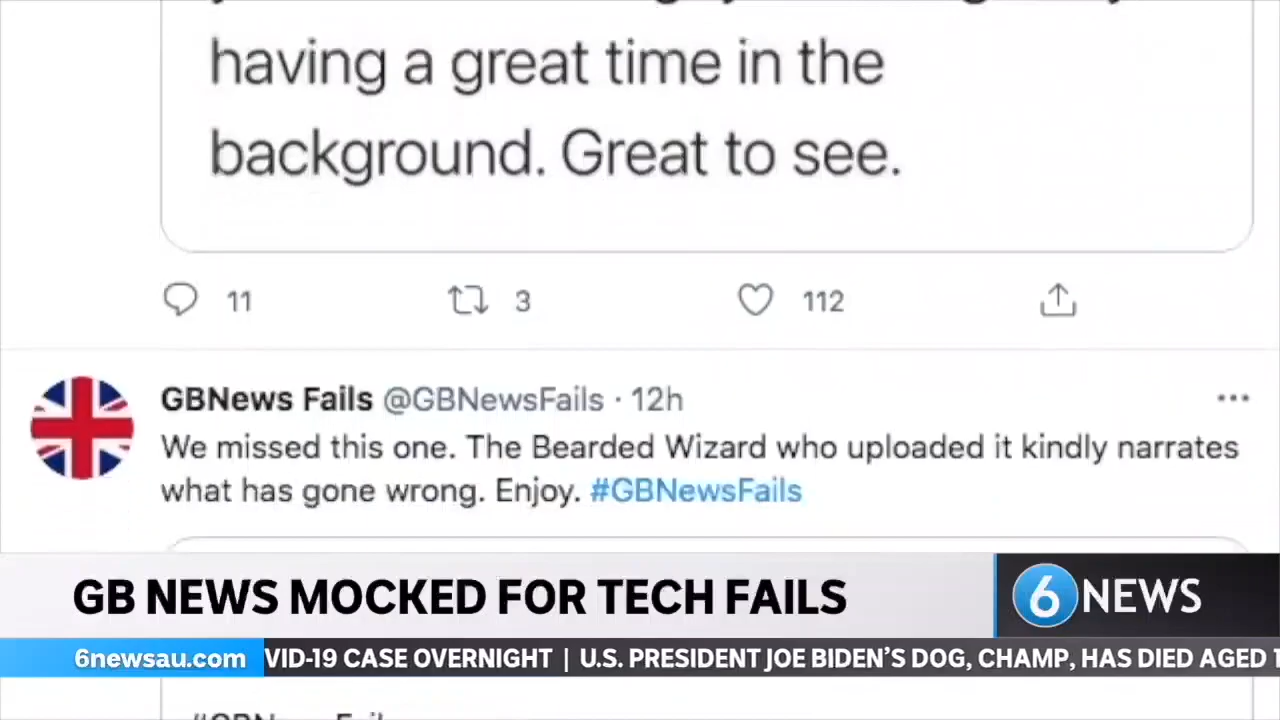 having a great time in the
background. Great to see.
11 3 112
GBNews Fails @GBNewsFails · 12h
We missed this one. The Bearded Wizard who uploaded it kindly narrates
what has gone wrong. Enjoy. #GBNewsFails
GB NEWS MOCKED FOR TECH FAILS
6 NEWS
6newsau.com VID-19 CASE OVERNIGHT | U.S. PRESIDENT JOE BIDEN'S DOG, CHAMP, HAS DIED AGED